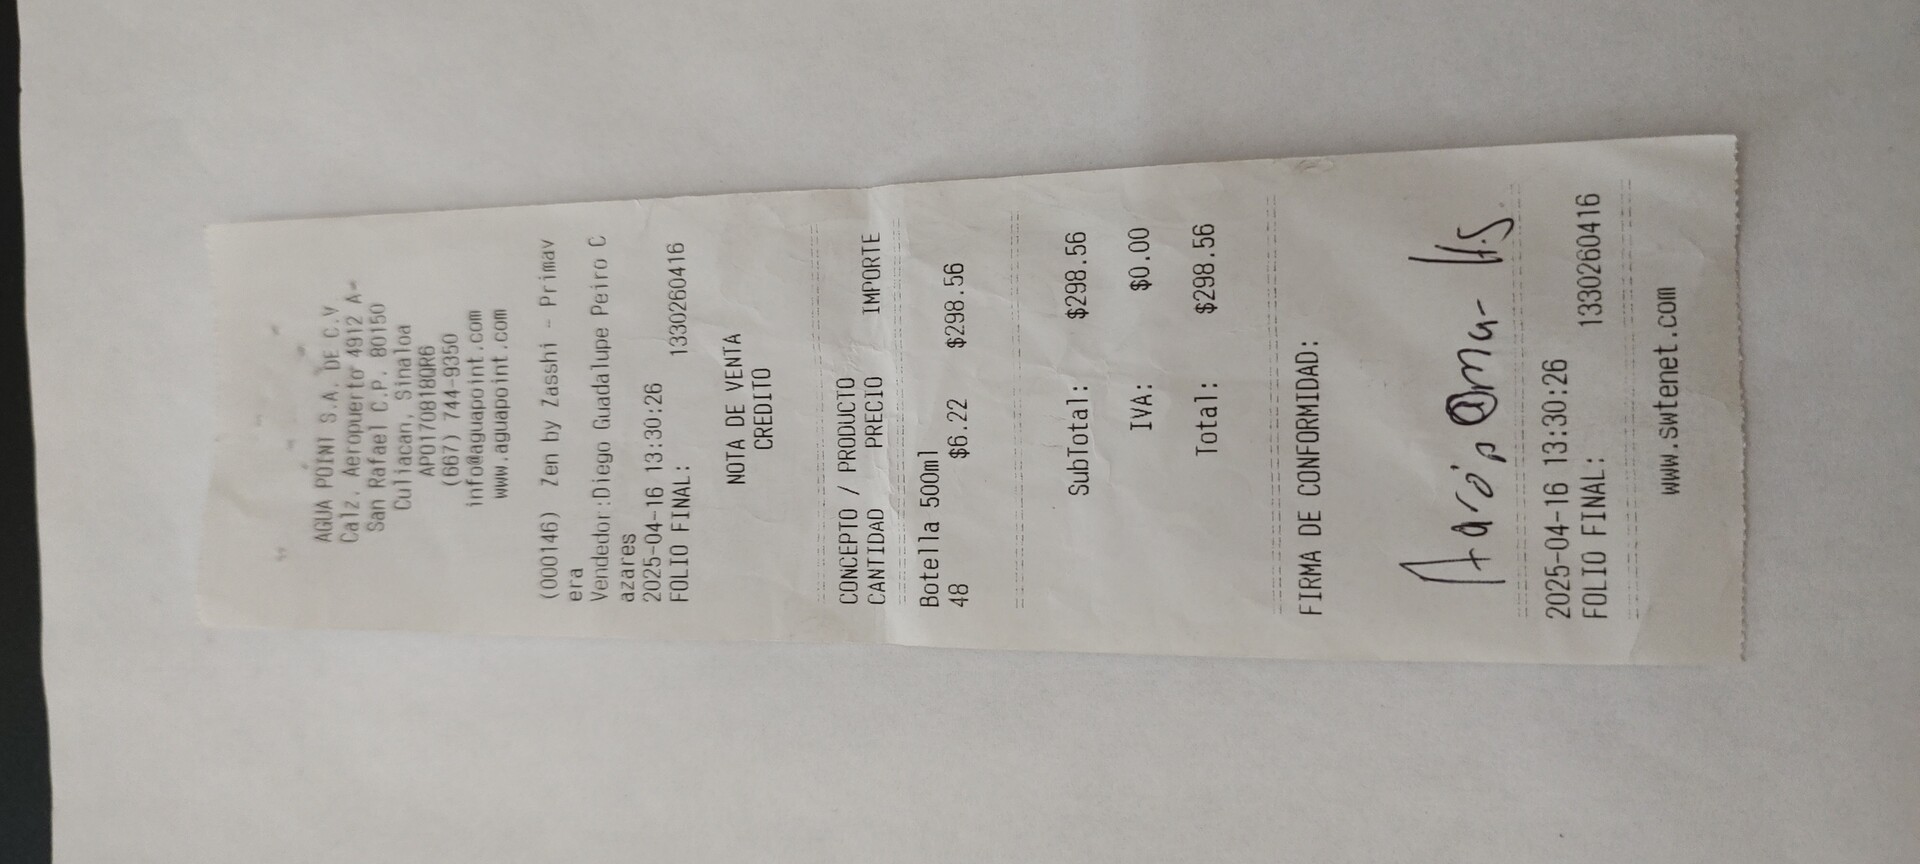 AGUA POINT S.A. DE C.V
Calz. Aeropuerto 4912 A-
San Rafael C.P. 80150
Culiacan, Sinaloa
APO170818QR6
(667) 744-9350
info@aguapoint.com
www.aguapoint.com
(000146) Zen by Zasshi - Primav
era
Vendedor:Diego Guadalupe Peiro C
azares
2025-04-16 13:30:26
FOLIO FINAL: 1330260416
NOTA DE VENTA
CREDITO
CONCEPTO / PRODUCTO
CANTIDAD PRECIO IMPORTE
Botella 500ml
48 $6.22 $298.56
SubTotal: $298.56
IVA: $0.00
Total: $298.56
FIRMA DE CONFORMIDAD:
2025-04-16 13:30:26
FOLIO FINAL: 1330260416
www.swtenet.com